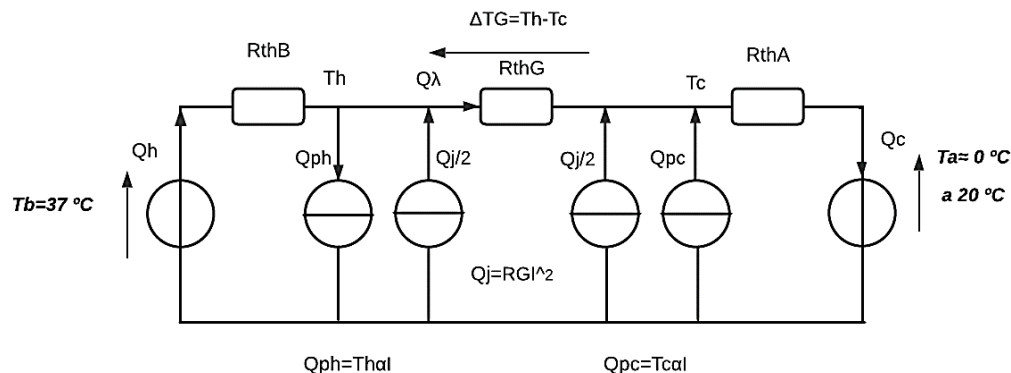 ΔTG=Th-Tc
RthB
Th
Qλ
RthG
Tc
RthA
Qh
Qph
Qj/2
Qj/2
Qpc
Qc
Tb=37 ºC
Ta≈ 0 ºC
a 20 ºC
Qj=RGI^2
Qph=ThαI
Qpc=TcαI